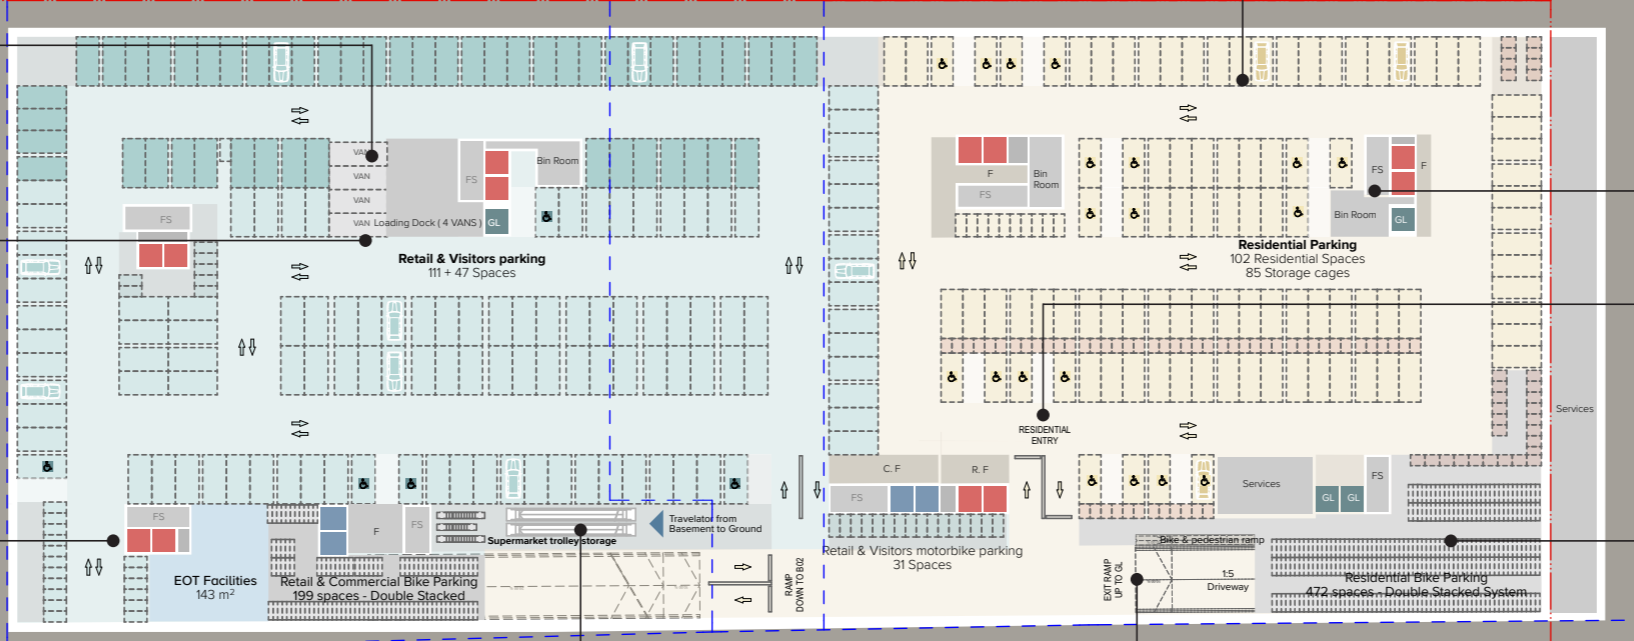 VAN
VAN
VAN
VAN
Loading Dock ( 4 VANS )
FS
GL
Bin Room
FS
Retail & Visitors parking
111 + 47 Spaces
F
FS
Bin
Room
FS
F
Bin Room
GL
Residential Parking
102 Residential Spaces
85 Storage cages
RESIDENTIAL
ENTRY
Services
C. F
R. F
FS
Services
GL
GL
FS
FS
F
FS
Travelator from
Basement to Ground
Supermarket trolley storage
Retail & Visitors motorbike parking
31 Spaces
EOT Facilities
143 m²
Retail & Commercial Bike Parking
199 spaces - Double Stacked
RAMP
DOWN TO B02
EXIT RAMP
UP TO GL
Bike & pedestrian ramp
1:5
Driveway
Residential Bike Parking
472 spaces - Double Stacked System